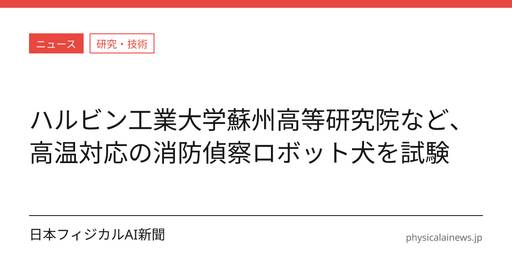 ニュース
研究・技術
ハルビン工業大学蘇州高等研究院など、
高温対応の消防偵察ロボット犬を試験
日本フィジカルAI新聞
physicalainews.jp